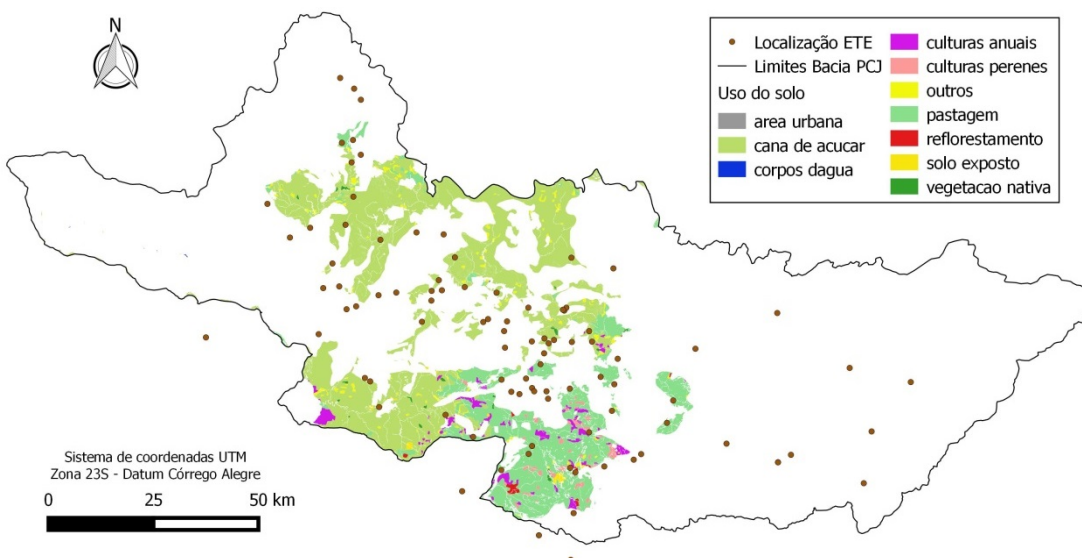 N
Localização ETE
Limites Bacia PCJ
Uso do solo
area urbana
cana de acucar
corpos dagua
culturas anuais
culturas perenes
outros
pastagem
reflorestamento
solo exposto
vegetacao nativa
Sistema de coordenadas UTM
Zona 23S - Datum Córrego Alegre
0 25 50 km